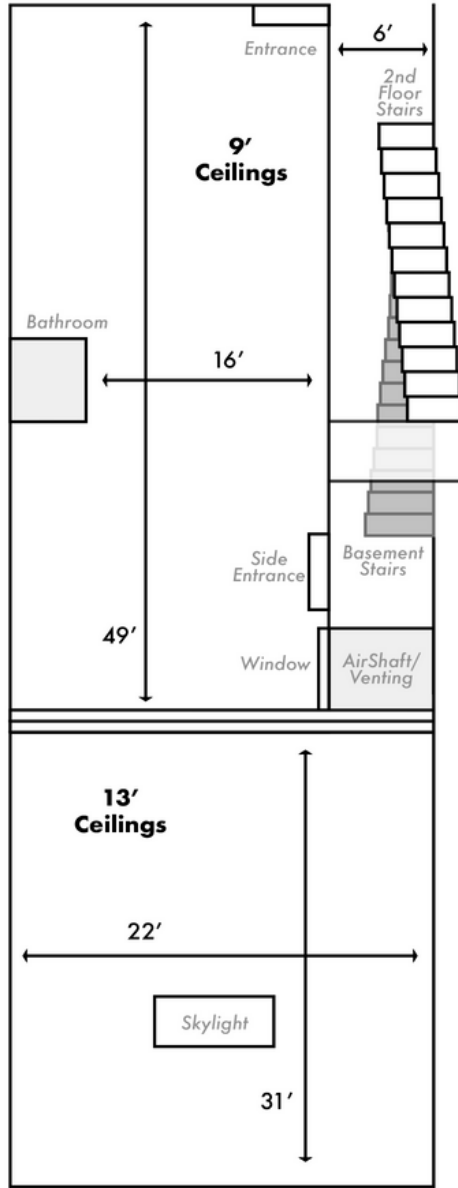 Entrance
6’
2nd
Floor
Stairs
9’
Ceilings
Bathroom
16’
Side
Entrance
Basement
Stairs
49’
Window
AirShaft/
Venting
13’
Ceilings
22’
Skylight
31’